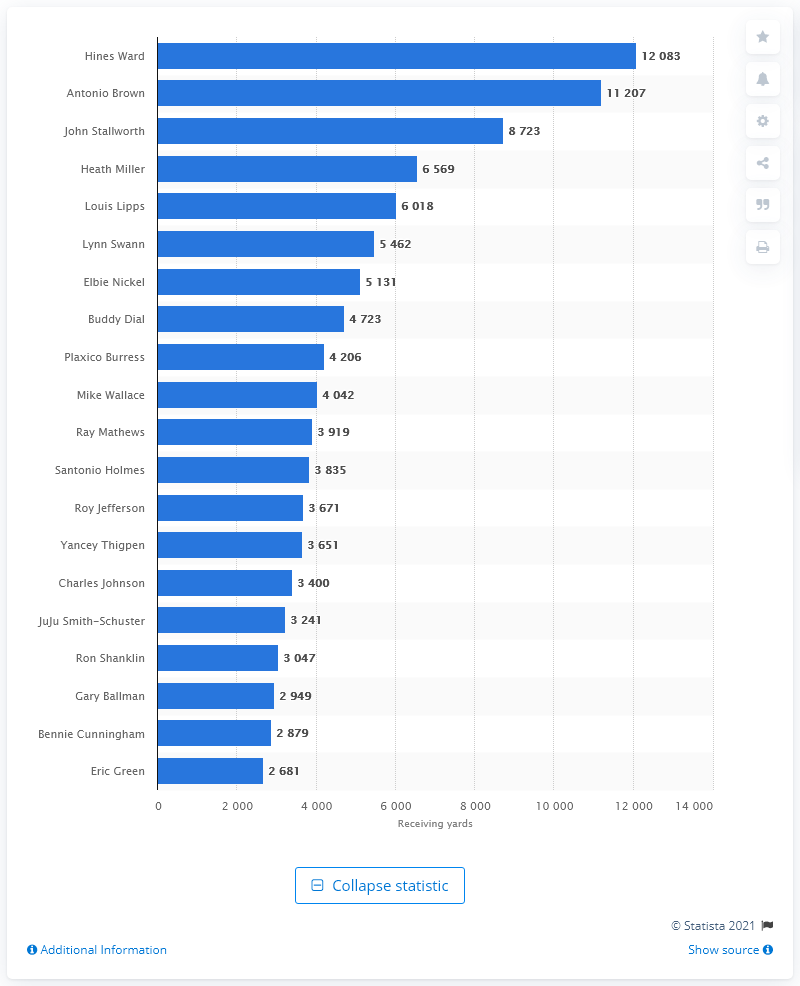 Hines Ward 12 083
Antonio Brown 11 207
John Stallworth 8 723
Heath Miller 6 569
Louis Lipps 6 018
Lynn Swann 5 462
Elbie Nickel 5 131
Buddy Dial 4 723
Plaxico Burress 4 206
Mike Wallace 4 042
Ray Mathews 3 919
Santonio Holmes 3 835
Roy Jefferson 3 671
Yancey Thigpen 3 651
Charles Johnson 3 400
JuJu Smith-Schuster 3 241
Ron Shanklin 3 047
Gary Ballman 2 949
Bennie Cunningham 2 879
Eric Green 2 681
0 2 000 4 000 6 000 8 000 10 000 12 000 14 000
Receiving yards
Collapse statistic
© Statista 2021
Additional Information Show source